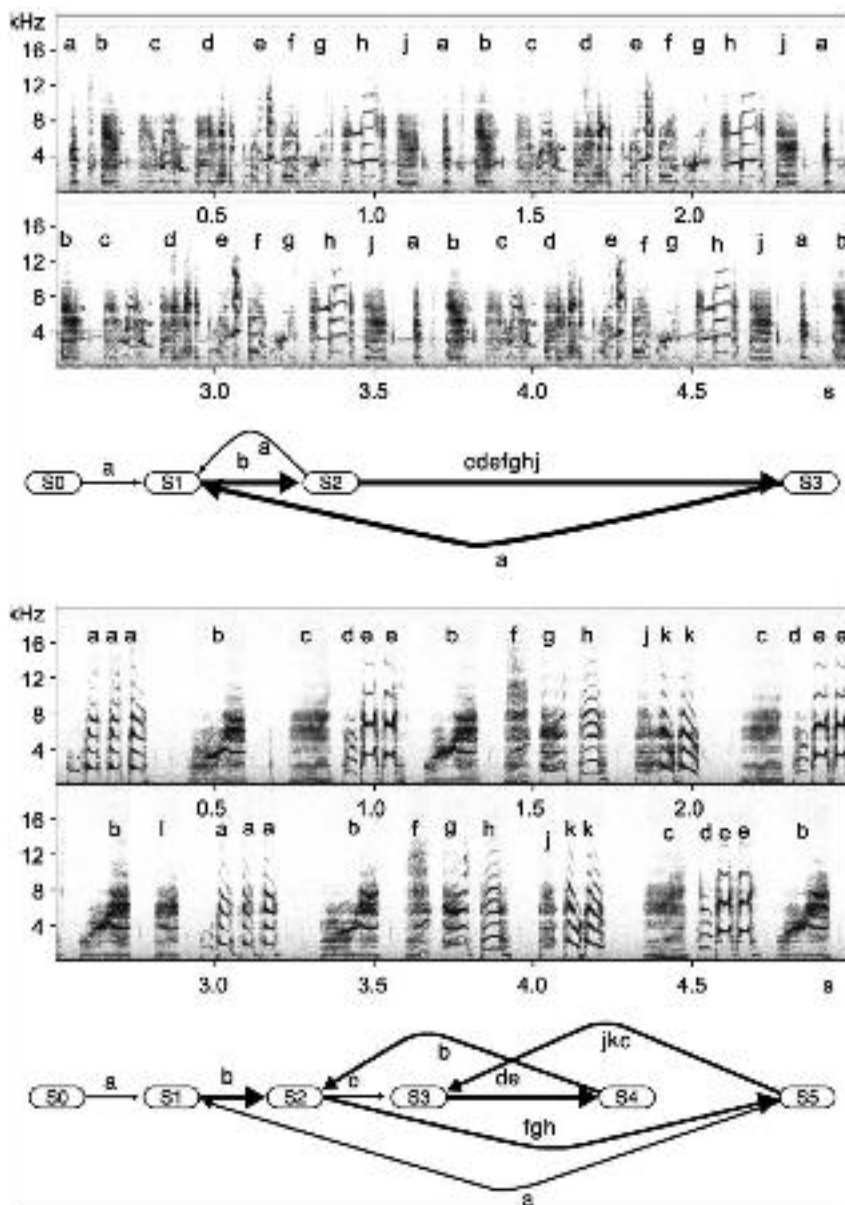 kHz
16
a b c d e f g h j a b c d e f g h j a
12
8
4
0.5 1.0 1.5 2.0
16
b c d e f g h j a b c d e f g h j a b
12
8
4
3.0 3.5 4.0 4.5 s
a
cdefghj
a
b
S0 S1 S2 S3
a
kHz
16
a a a b c d e e b f g h j k k c d e e
12
8
4
0.5 1.0 1.5 2.0
16
b l a a a b f g h j k k c d e e b
12
8
4
3.0 3.5 4.0 4.5 s
jkc
b
a b c de
S0 S1 S2 S3 S4 S5
fgh
a